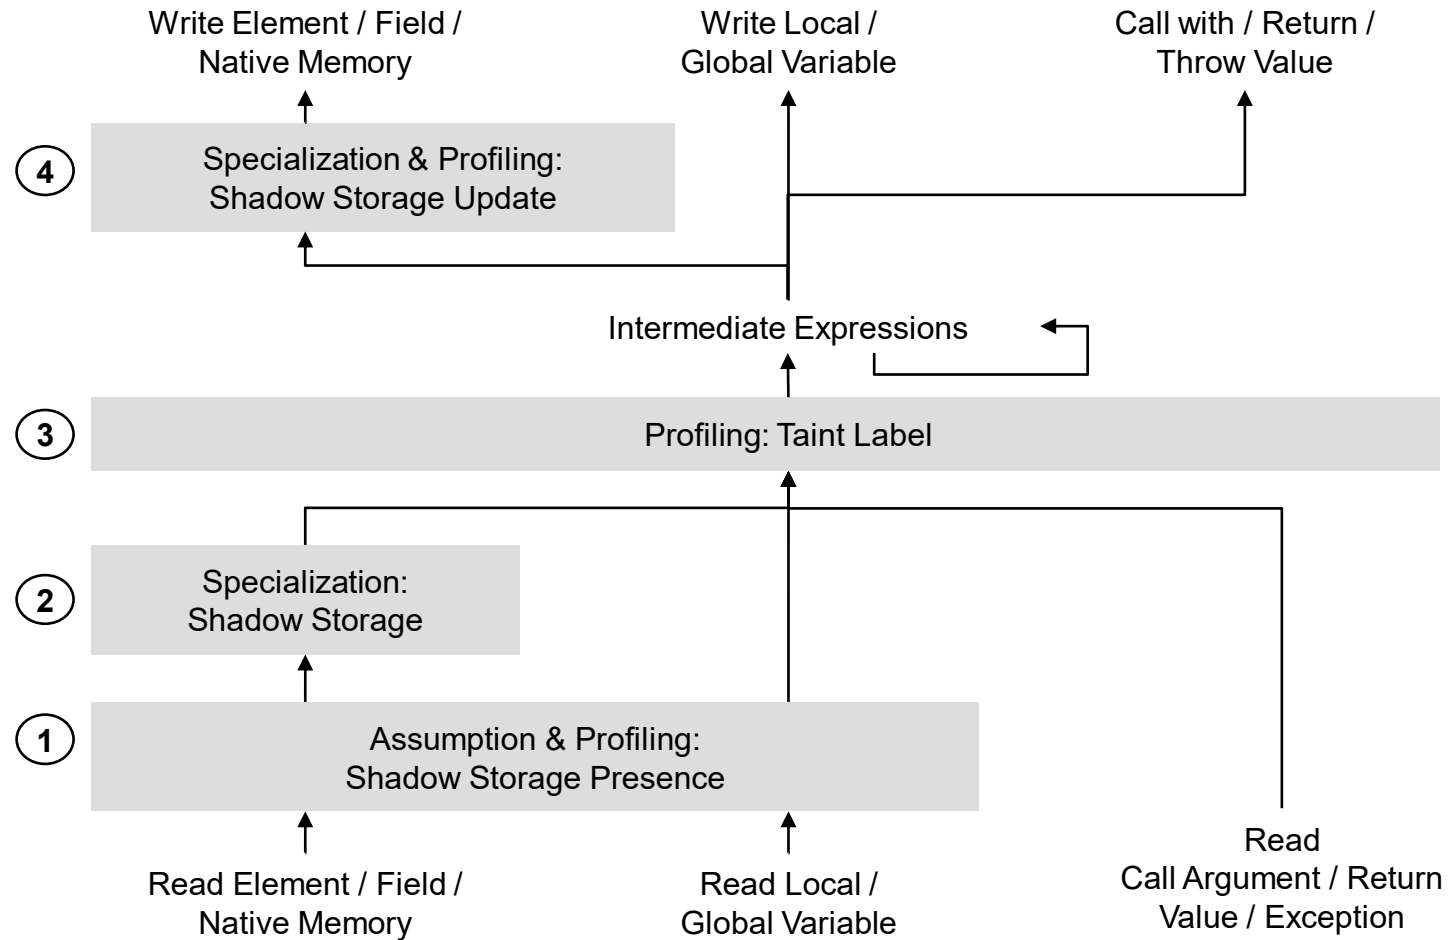 Write Element / Field /
Native Memory
Write Local /
Global Variable
Call with / Return /
Throw Value
4
Specialization & Profiling:
Shadow Storage Update
Intermediate Expressions
3
Profiling: Taint Label
2
Specialization:
Shadow Storage
1
Assumption & Profiling:
Shadow Storage Presence
Read Element / Field /
Native Memory
Read Local /
Global Variable
Read
Call Argument / Return
Value / Exception